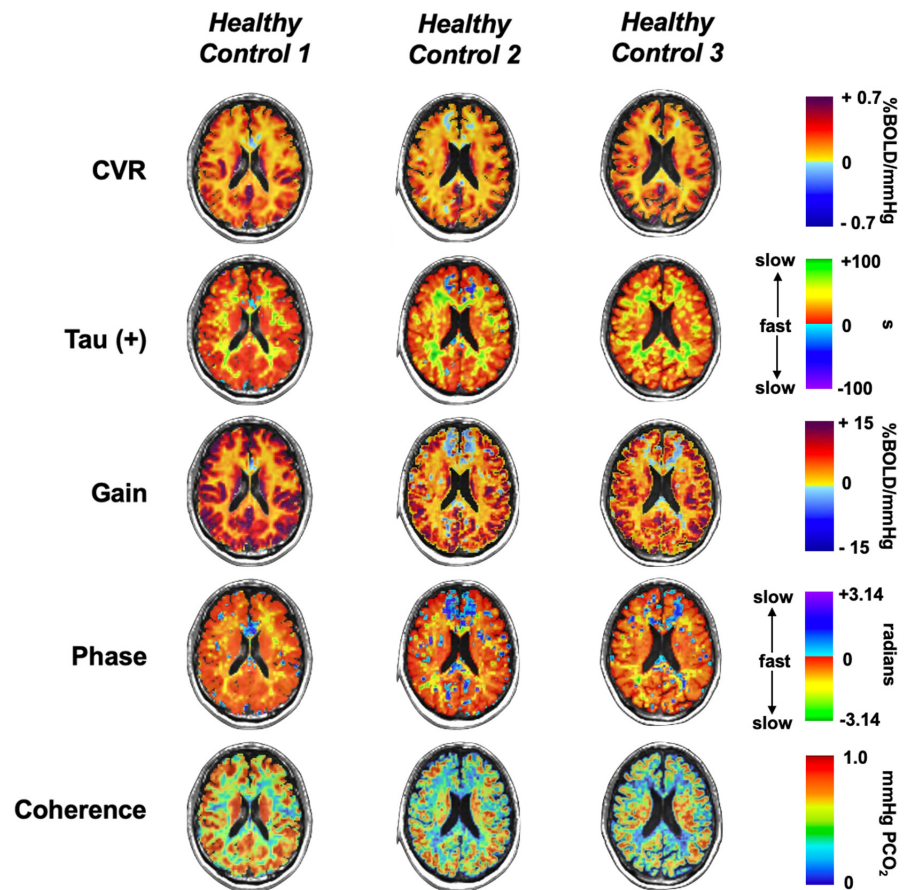 Healthy Control 1
Healthy Control 2
Healthy Control 3
CVR
+ 0.7
0
- 0.7
%BOLD/mmHg
Tau (+)
slow
fast
slow
+100
0
-100
s
Gain
+ 15
0
- 15
%BOLD/mmHg
Phase
slow
fast
slow
+3.14
0
-3.14
radians
Coherence
1.0
0
mmHg PCO₂